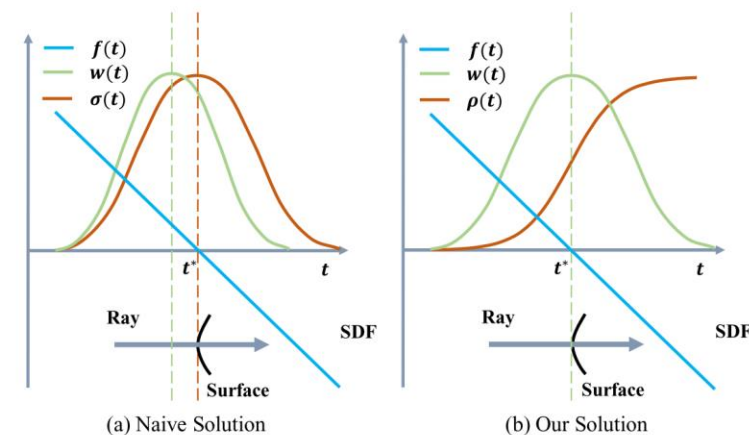 f(t)
w(t)
σ(t)
t*
t
Ray
SDF
Surface
(a) Naive Solution
f(t)
w(t)
ρ(t)
t*
t
Ray
SDF
Surface
(b) Our Solution